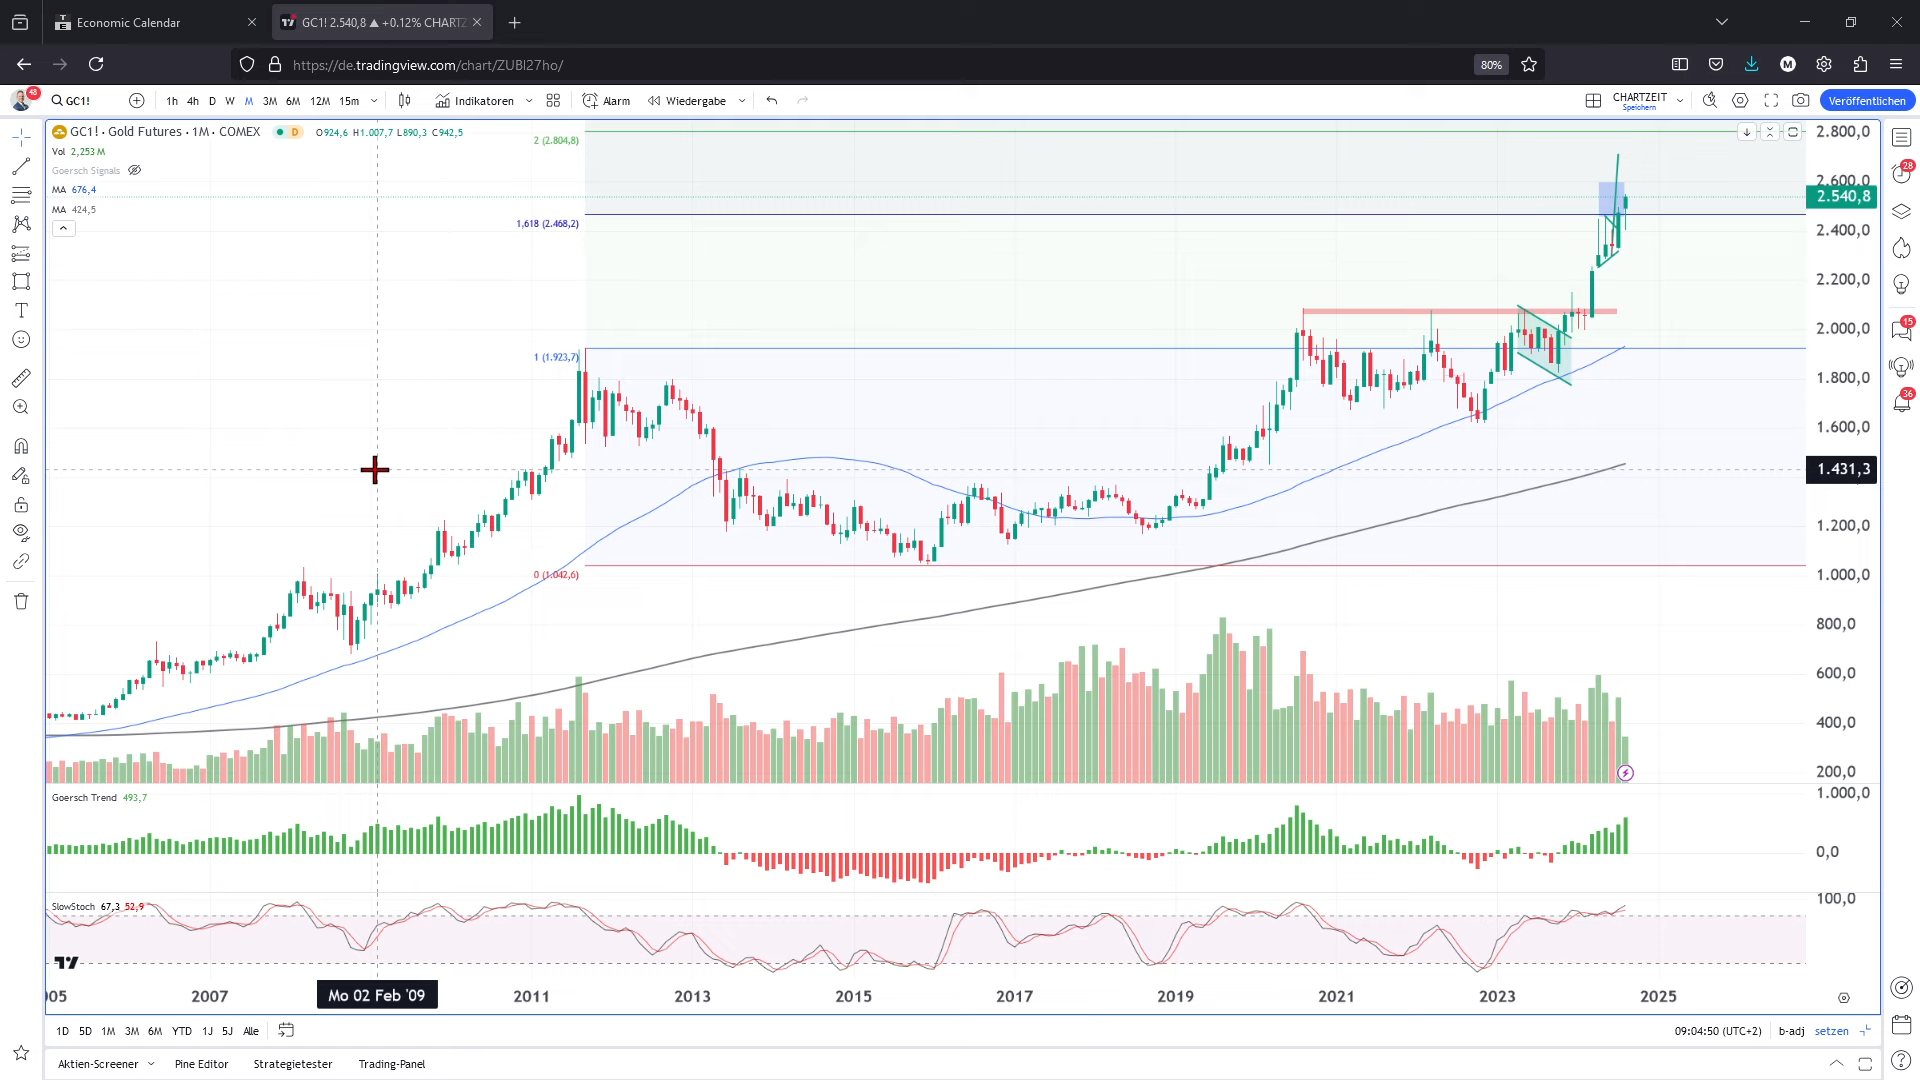 Economic Calendar
GC1! 2.540,8 ▲ +0.12% CHARTZ
https://de.tradingview.com/chart/ZUBI27ho/
80%
M
48
GC1!
1h 4h D W M 3M 6M 12M 15m
Indikatoren
Alarm
Wiedergabe
CHARTZEIT
Speichern
Veröffentlichen
GC1! · Gold Futures · 1M · COMEX
D
O924,6 H1.007,7 L890,3 C942,5
Vol 2,253 M
Goersch Signals
MA 676,4
MA 424,5
2 (2.804,8)
1,618 (2.468,2)
1 (1.923,7)
0 (1.042,6)
2.800,0
2.600,0
2.540,8
2.400,0
2.200,0
2.000,0
1.800,0
1.600,0
1.431,3
1.200,0
1.000,0
800,0
600,0
400,0
200,0
28
15
36
Goersch Trend 493,7
1.000,0
0,0
SlowStoch 67,3 52,9
100,0
005
2007
Mo 02 Feb '09
2011
2013
2015
2017
2019
2021
2023
2025
1D 5D 1M 3M 6M YTD 1J 5J Alle
09:04:50 (UTC+2)
b-adj
setzen
Aktien-Screener
Pine Editor
Strategietester
Trading-Panel